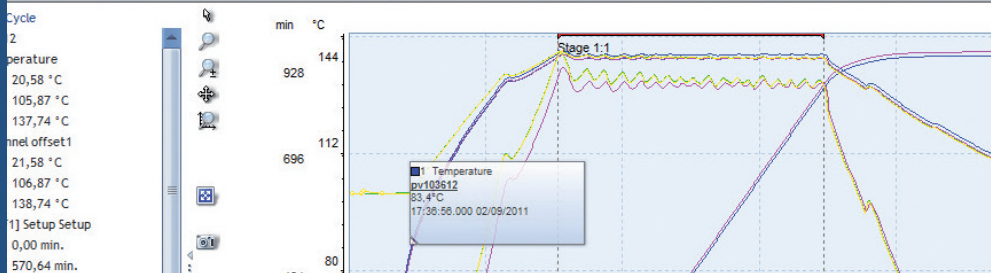 Cycle
2
perature
20,58 °C
105,87 °C
137,74 °C
nnel offset1
21,58 °C
106,87 °C
138,74 °C
1] Setup Setup
0,00 min.
570,64 min.
min °C
144
928
112
696
80
Stage 1:1
1 Temperature
pv103612
83,4°C
17:36:56.000 02/09/2011